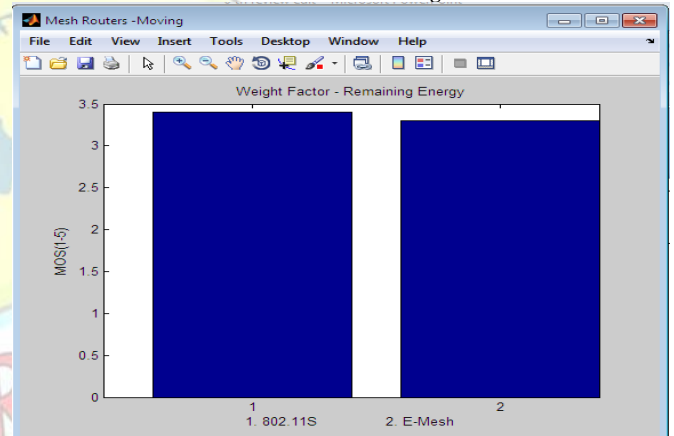 Mesh Routers -Moving
File Edit View Insert Tools Desktop Window Help
Weight Factor - Remaining Energy
3.5
3
2.5
2
1.5
1
0.5
0
MOS(1-5)
1 2
1. 802.11S 2. E-Mesh